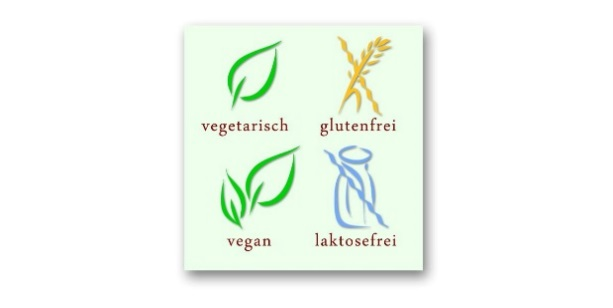 vegetarisch glutenfrei
vegan laktosefrei